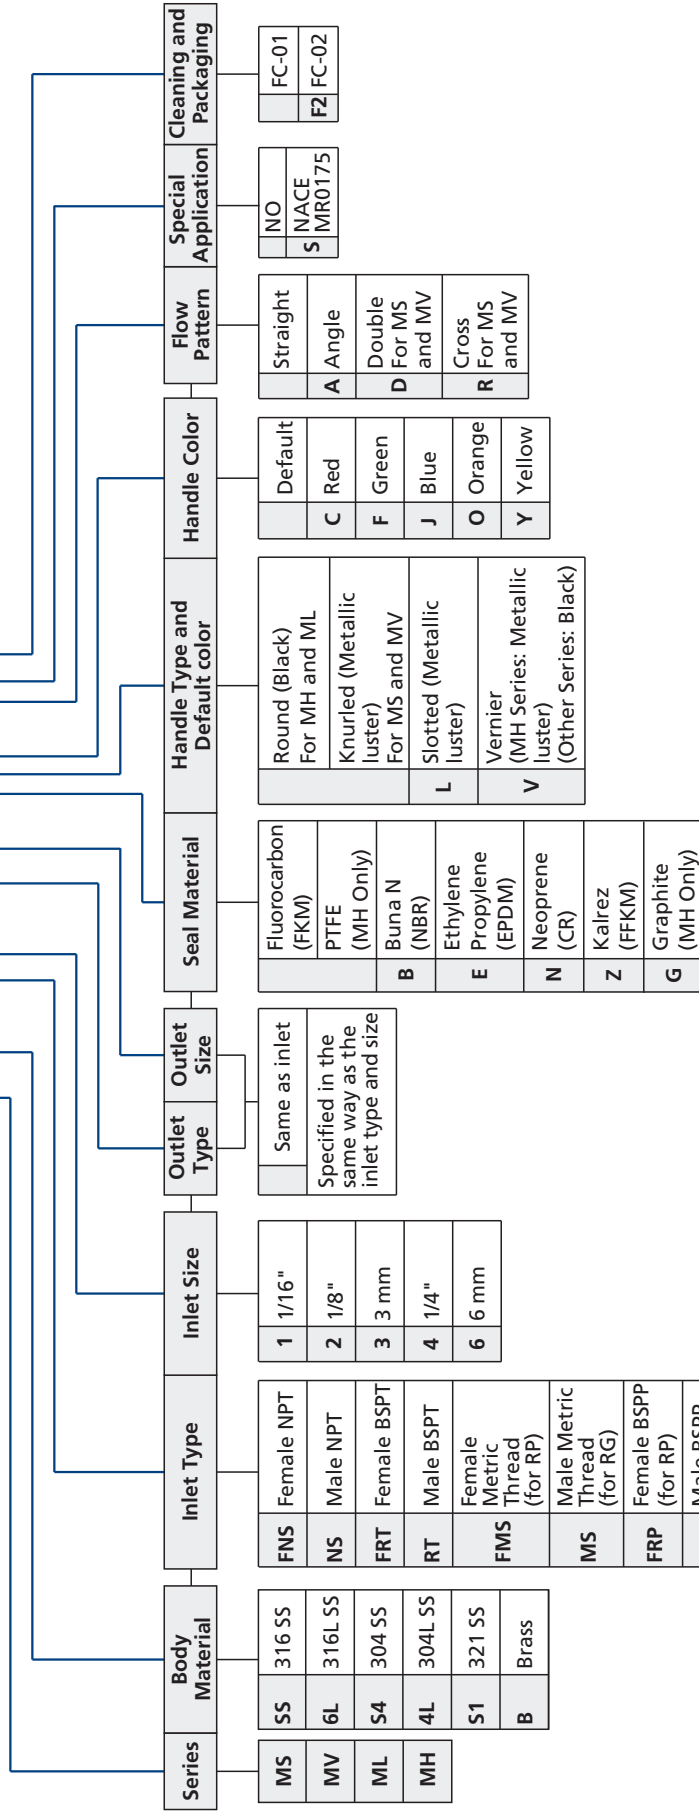 Series
MS
MV
ML
MH
Body
Material
SS 316 SS
6L 316L SS
S4 304 SS
4L 304L SS
S1 321 SS
B Brass
Inlet Type
FNS Female NPT
NS Male NPT
FRT Female BSPT
RT Male BSPT
FMS Female
Metric
Thread
(for RP)
MS Male Metric
Thread
(for RG)
FRP Female BSPP
(for RP)
Male BSPP
Inlet Size
1 1/16"
2 1/8"
3 3 mm
4 1/4"
6 6 mm
Outlet
Type
Outlet
Size
Same as inlet
Specified in the
same way as the
inlet type and size
Seal Material
Fluorocarbon
(FKM)
PTFE
(MH Only)
B Buna N
(NBR)
E Ethylene
Propylene
(EPDM)
N Neoprene
(CR)
Z Kalrez
(FFKM)
G Graphite
(MH Only)
Handle Type and
Default color
Round (Black)
For MH and ML
Knurled (Metallic
luster)
For MS and MV
L Slotted (Metallic
luster)
V Vernier
(MH Series: Metallic
luster)
(Other Series: Black)
Handle Color
Default
C Red
F Green
J Blue
O Orange
Y Yellow
Flow
Pattern
Straight
A Angle
D Double
For MS
and MV
R Cross
For MS
and MV
Special
Application
NO
S NACE
MR0175
Cleaning and
Packaging
FC-01
F2 FC-02